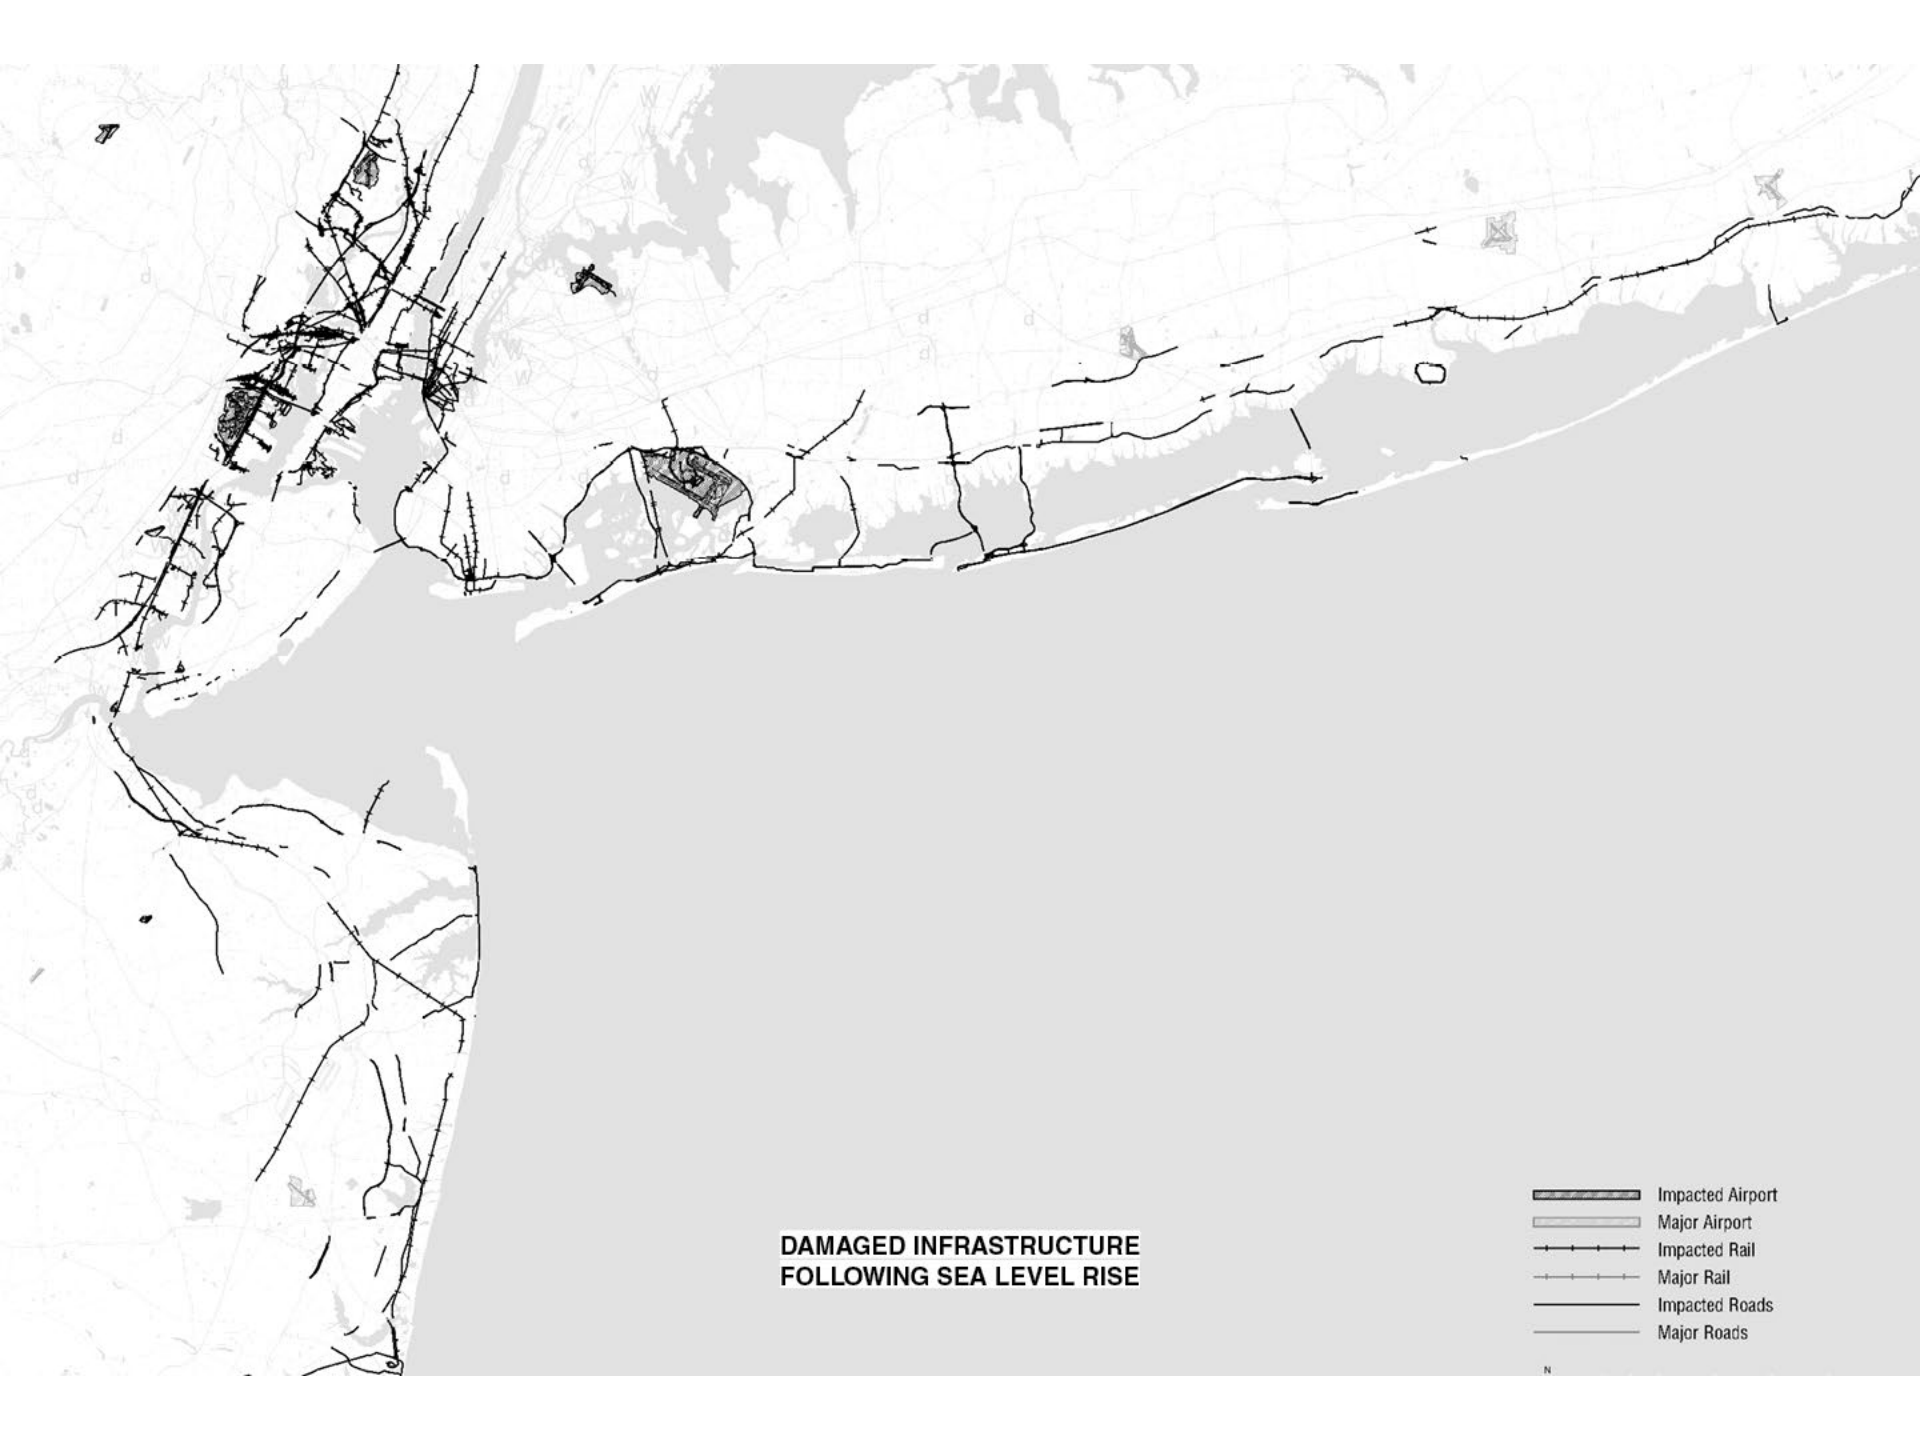 DAMAGED INFRASTRUCTURE
FOLLOWING SEA LEVEL RISE
Impacted Airport
Major Airport
Impacted Rail
Major Rail
Impacted Roads
Major Roads
N